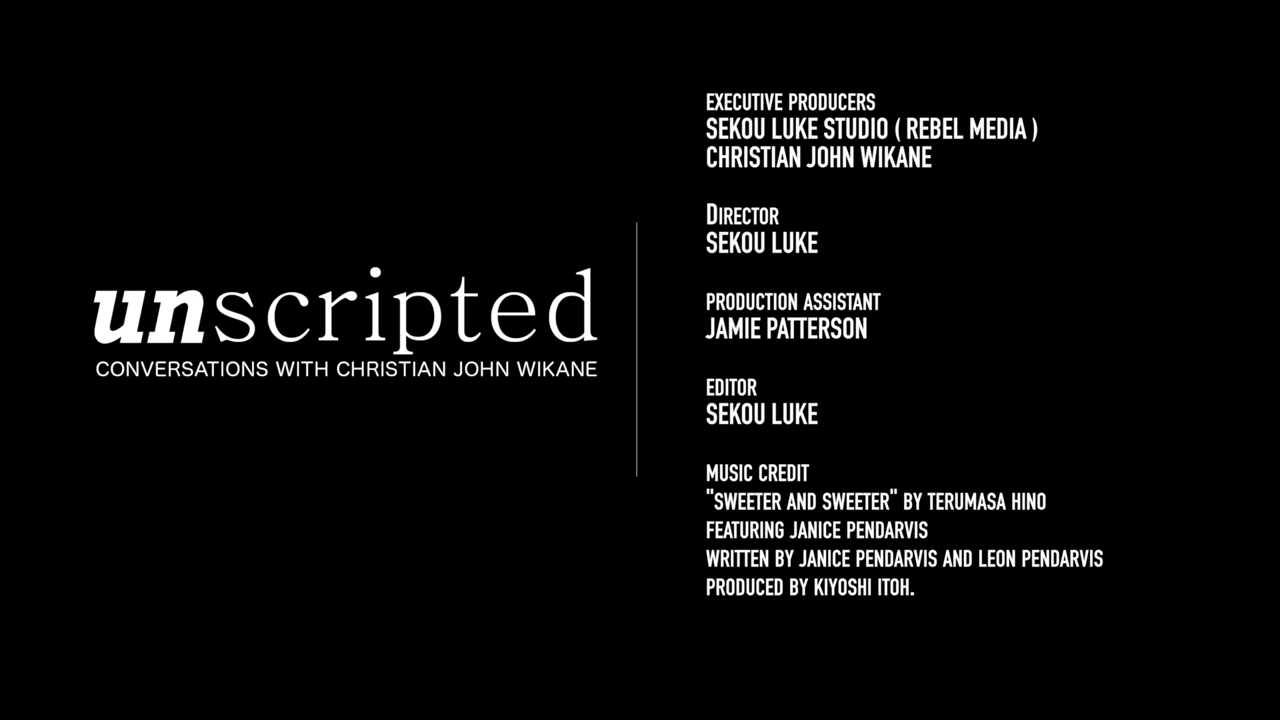 unscripted
CONVERSATIONS WITH CHRISTIAN JOHN WIKANE
EXECUTIVE PRODUCERS
SEKOU LUKE STUDIO ( REBEL MEDIA )
CHRISTIAN JOHN WIKANE
DIRECTOR
SEKOU LUKE
PRODUCTION ASSISTANT
JAMIE PATTERSON
EDITOR
SEKOU LUKE
MUSIC CREDIT
"SWEETER AND SWEETER" BY TERUMASA HINO
FEATURING JANICE PENDARVIS
WRITTEN BY JANICE PENDARVIS AND LEON PENDARVIS
PRODUCED BY KIYOSHI ITOH.